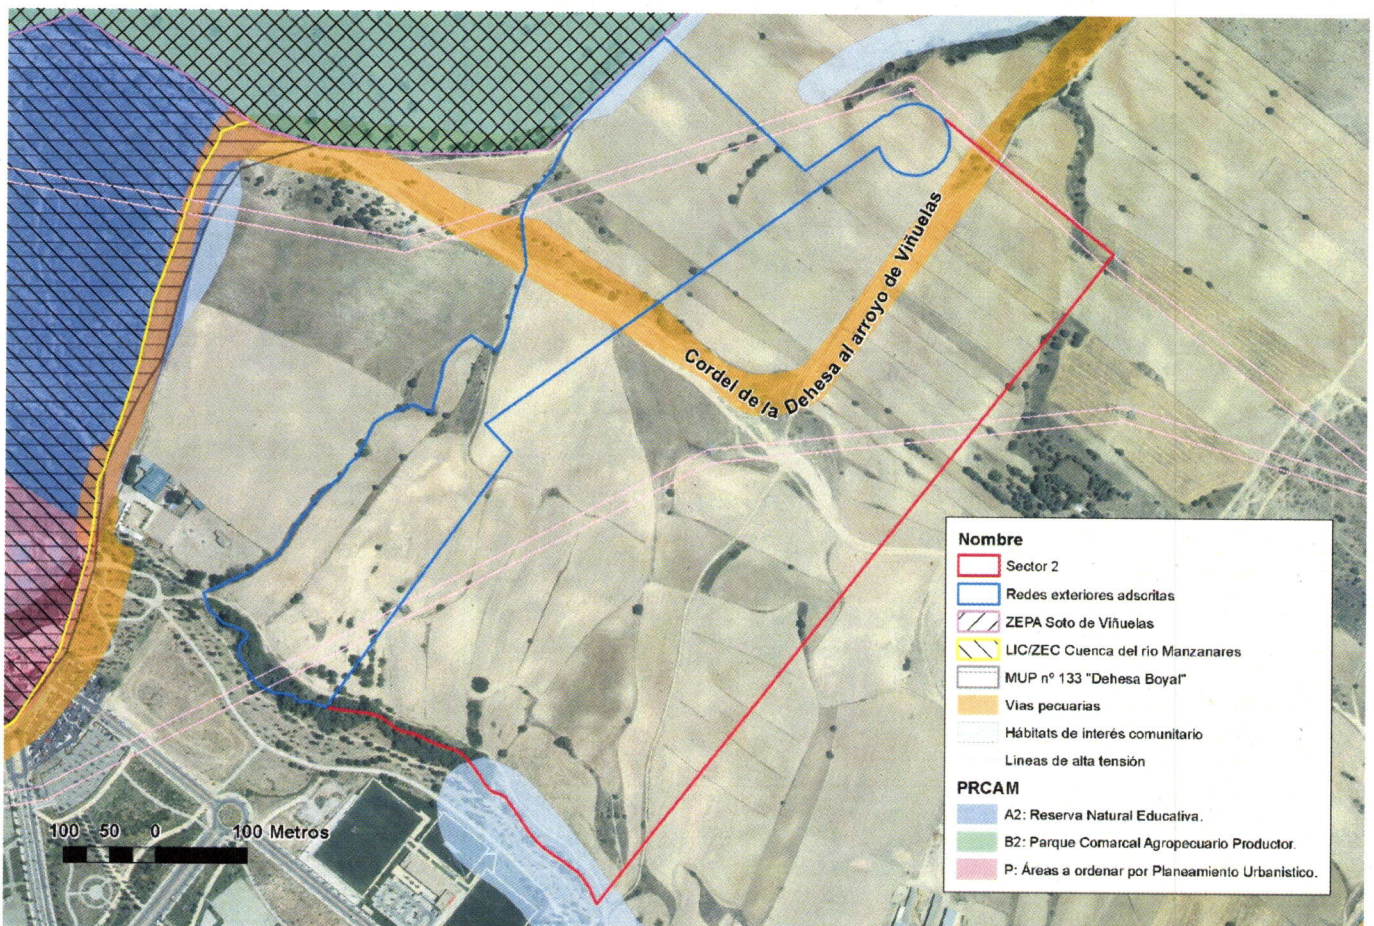 Cordel de la Dehesa al arroyo de Viñuelas
100 50 0 100 Metros
Nombre
Sector 2
Redes exteriores adscritas
ZEPA Soto de Viñuelas
LIC/ZEC Cuenca del río Manzanares
MUP nº 133 "Dehesa Boyal"
Vías pecuarias
Hábitats de interés comunitario
Líneas de alta tensión
PRCAM
A2: Reserva Natural Educativa.
B2: Parque Comarcal Agropecuario Productor.
P: Áreas a ordenar por Planeamiento Urbanístico.